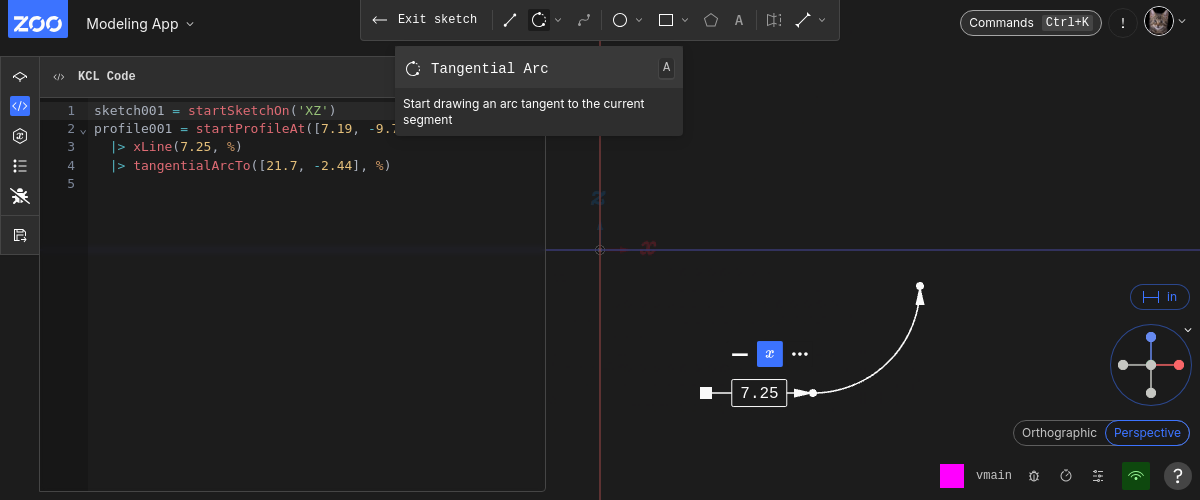 ZOO
Modeling App
Exit sketch
A
Commands Ctrl+K
!
Tangential Arc A
Start drawing an arc tangent to the current
segment
</> KCL Code
1 sketch001 = startSketchOn('XZ')
2 profile001 = startProfileAt([7.19, -9.7
3 |> xLine(7.25, %)
4 |> tangentialArcTo([21.7, -2.44], %)
5
z
x
in
x
7.25
Orthographic Perspective
vmain
?